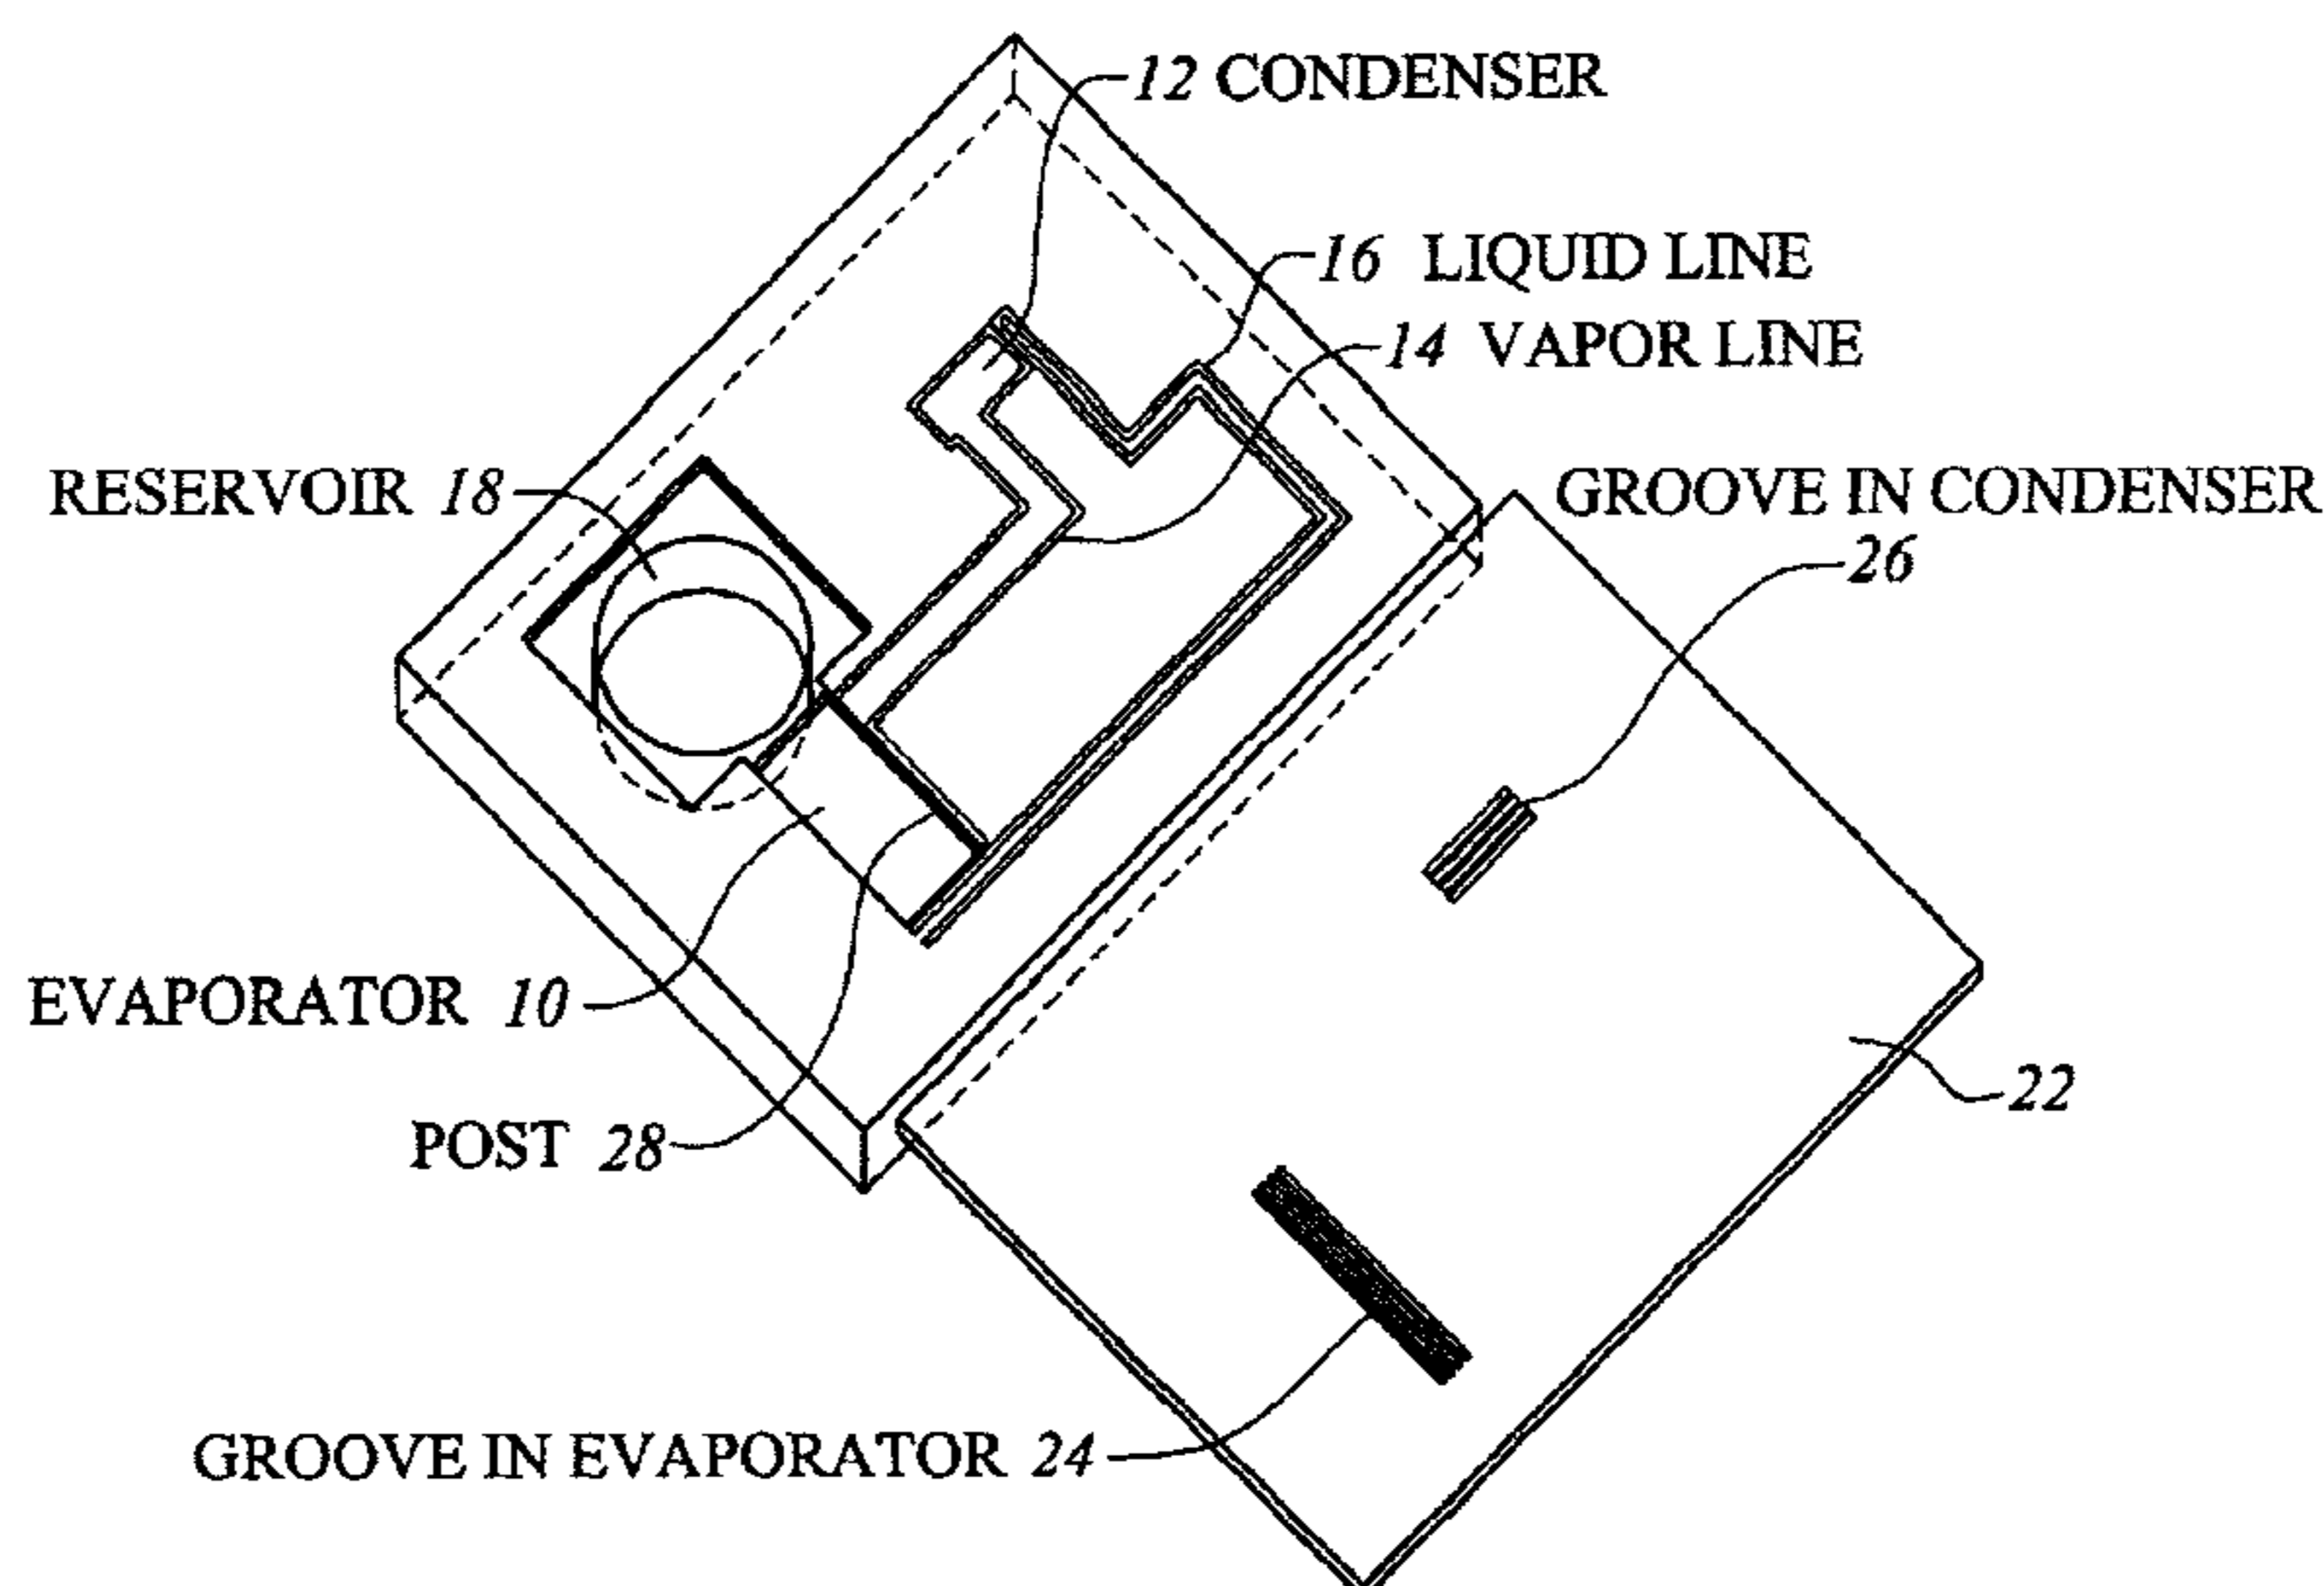 12 CONDENSER
16 LIQUID LINE
14 VAPOR LINE
RESERVOIR 18
GROOVE IN CONDENSER
26
EVAPORATOR 10
22
POST 28
GROOVE IN EVAPORATOR 24